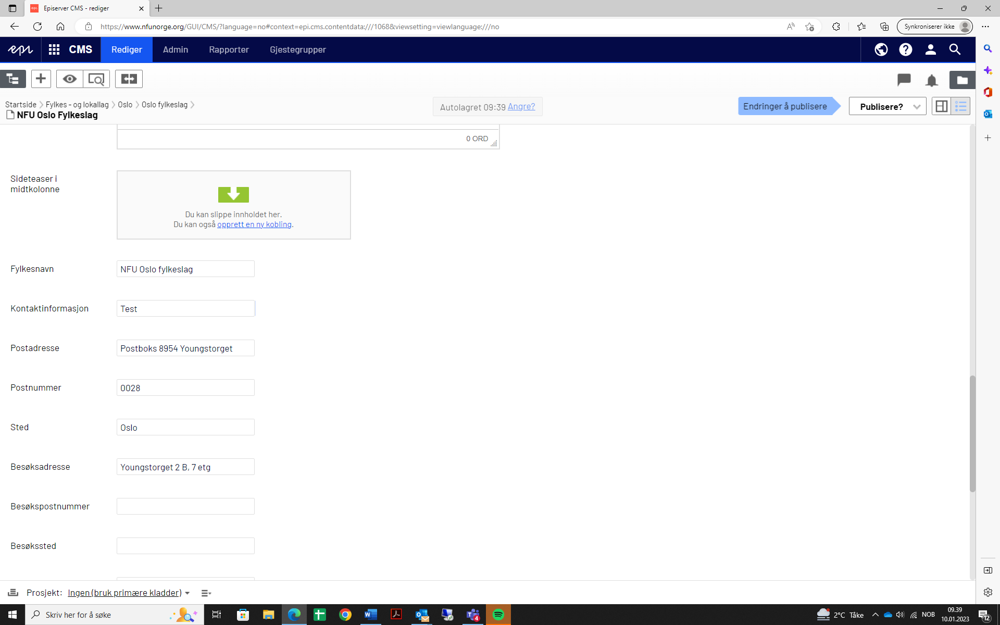 Episerver CMS - rediger
https://www.nfunorge.org/GUI/CMS/?language=no#context=epi.cms.contentdata:///1068&viewsetting=viewlanguage:///no
Synkroniserer ikke
epi CMS Rediger Admin Rapporter Gjestegrupper
Startside Fylkes - og lokallag Oslo Oslo fylkeslag
NFU Oslo Fylkeslag
Autolagret 09:39 Angre?
Endringer å publisere
Publisere?
0 ORD
Sideteaser i
midtkolonne
Du kan slippe innholdet her.
Du kan også opprett en ny kobling.
Fylkesnavn NFU Oslo fylkeslag
Kontaktinformasjon Test
Postadresse Postboks 8954 Youngstorget
Postnummer 0028
Sted Oslo
Besøksadresse Youngstorget 2 B, 7 etg
Besøkspostnummer
Besøkssted
Prosjekt: Ingen (bruk primære kladder)
Skriv her for å søke
4
2°C Tåke
NOB
09.39
10.01.2023
12